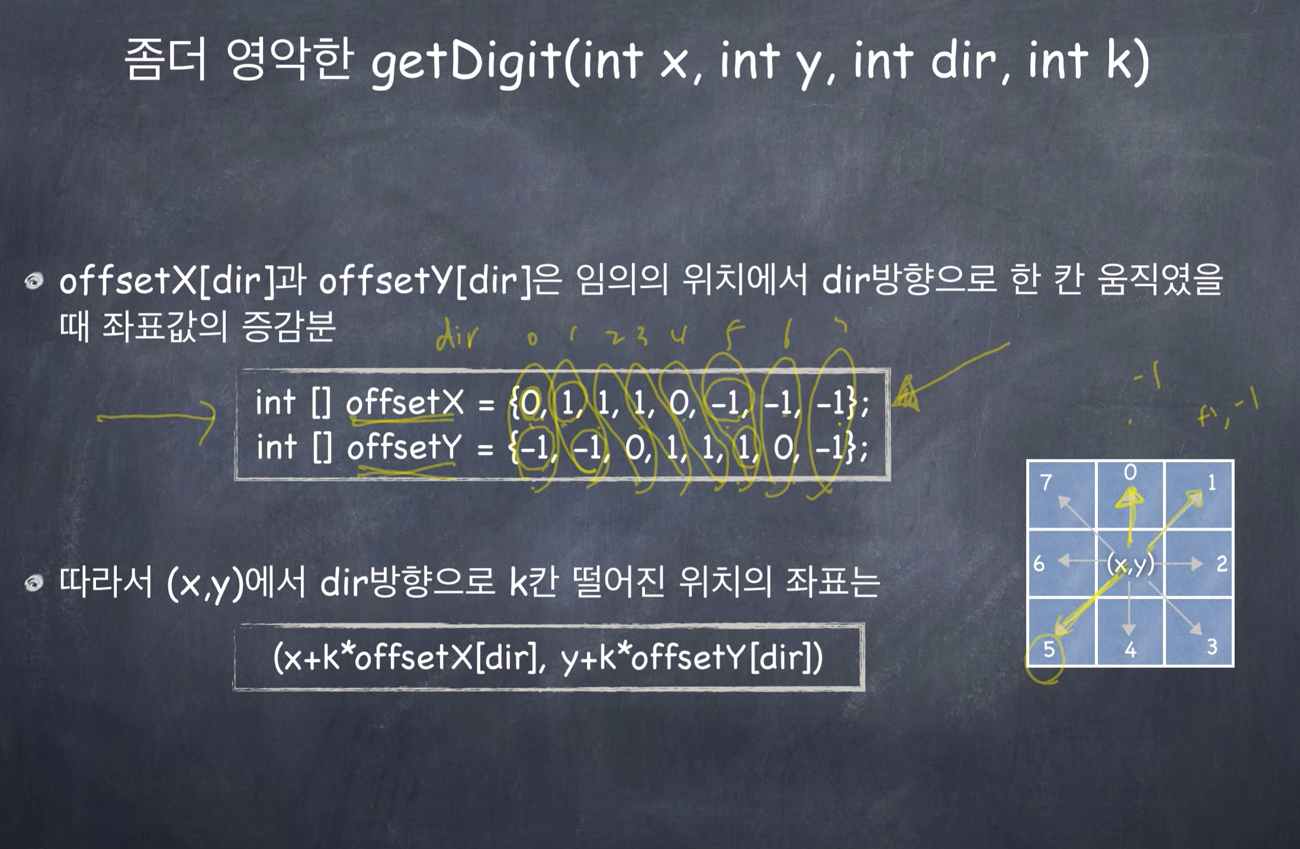 좀더 영악한 getDigit(int x, int y, int dir, int k)
offsetX[dir]과 offsetY[dir]은 임의의 위치에서 dir방향으로 한 칸 움직였을
때 좌표값의 증감분
dir 0 1 2 3 4 5 6 7
int [] offsetX = {0, 1, 1, 1, 0, -1, -1, -1};
int [] offsetY = {-1, -1, 0, 1, 1, 1, 0, -1};
-1
+1, -1
7 0 1
6 (x,y) 2
5 4 3
따라서 (x,y)에서 dir방향으로 k칸 떨어진 위치의 좌표는
(x+k*offsetX[dir], y+k*offsetY[dir])